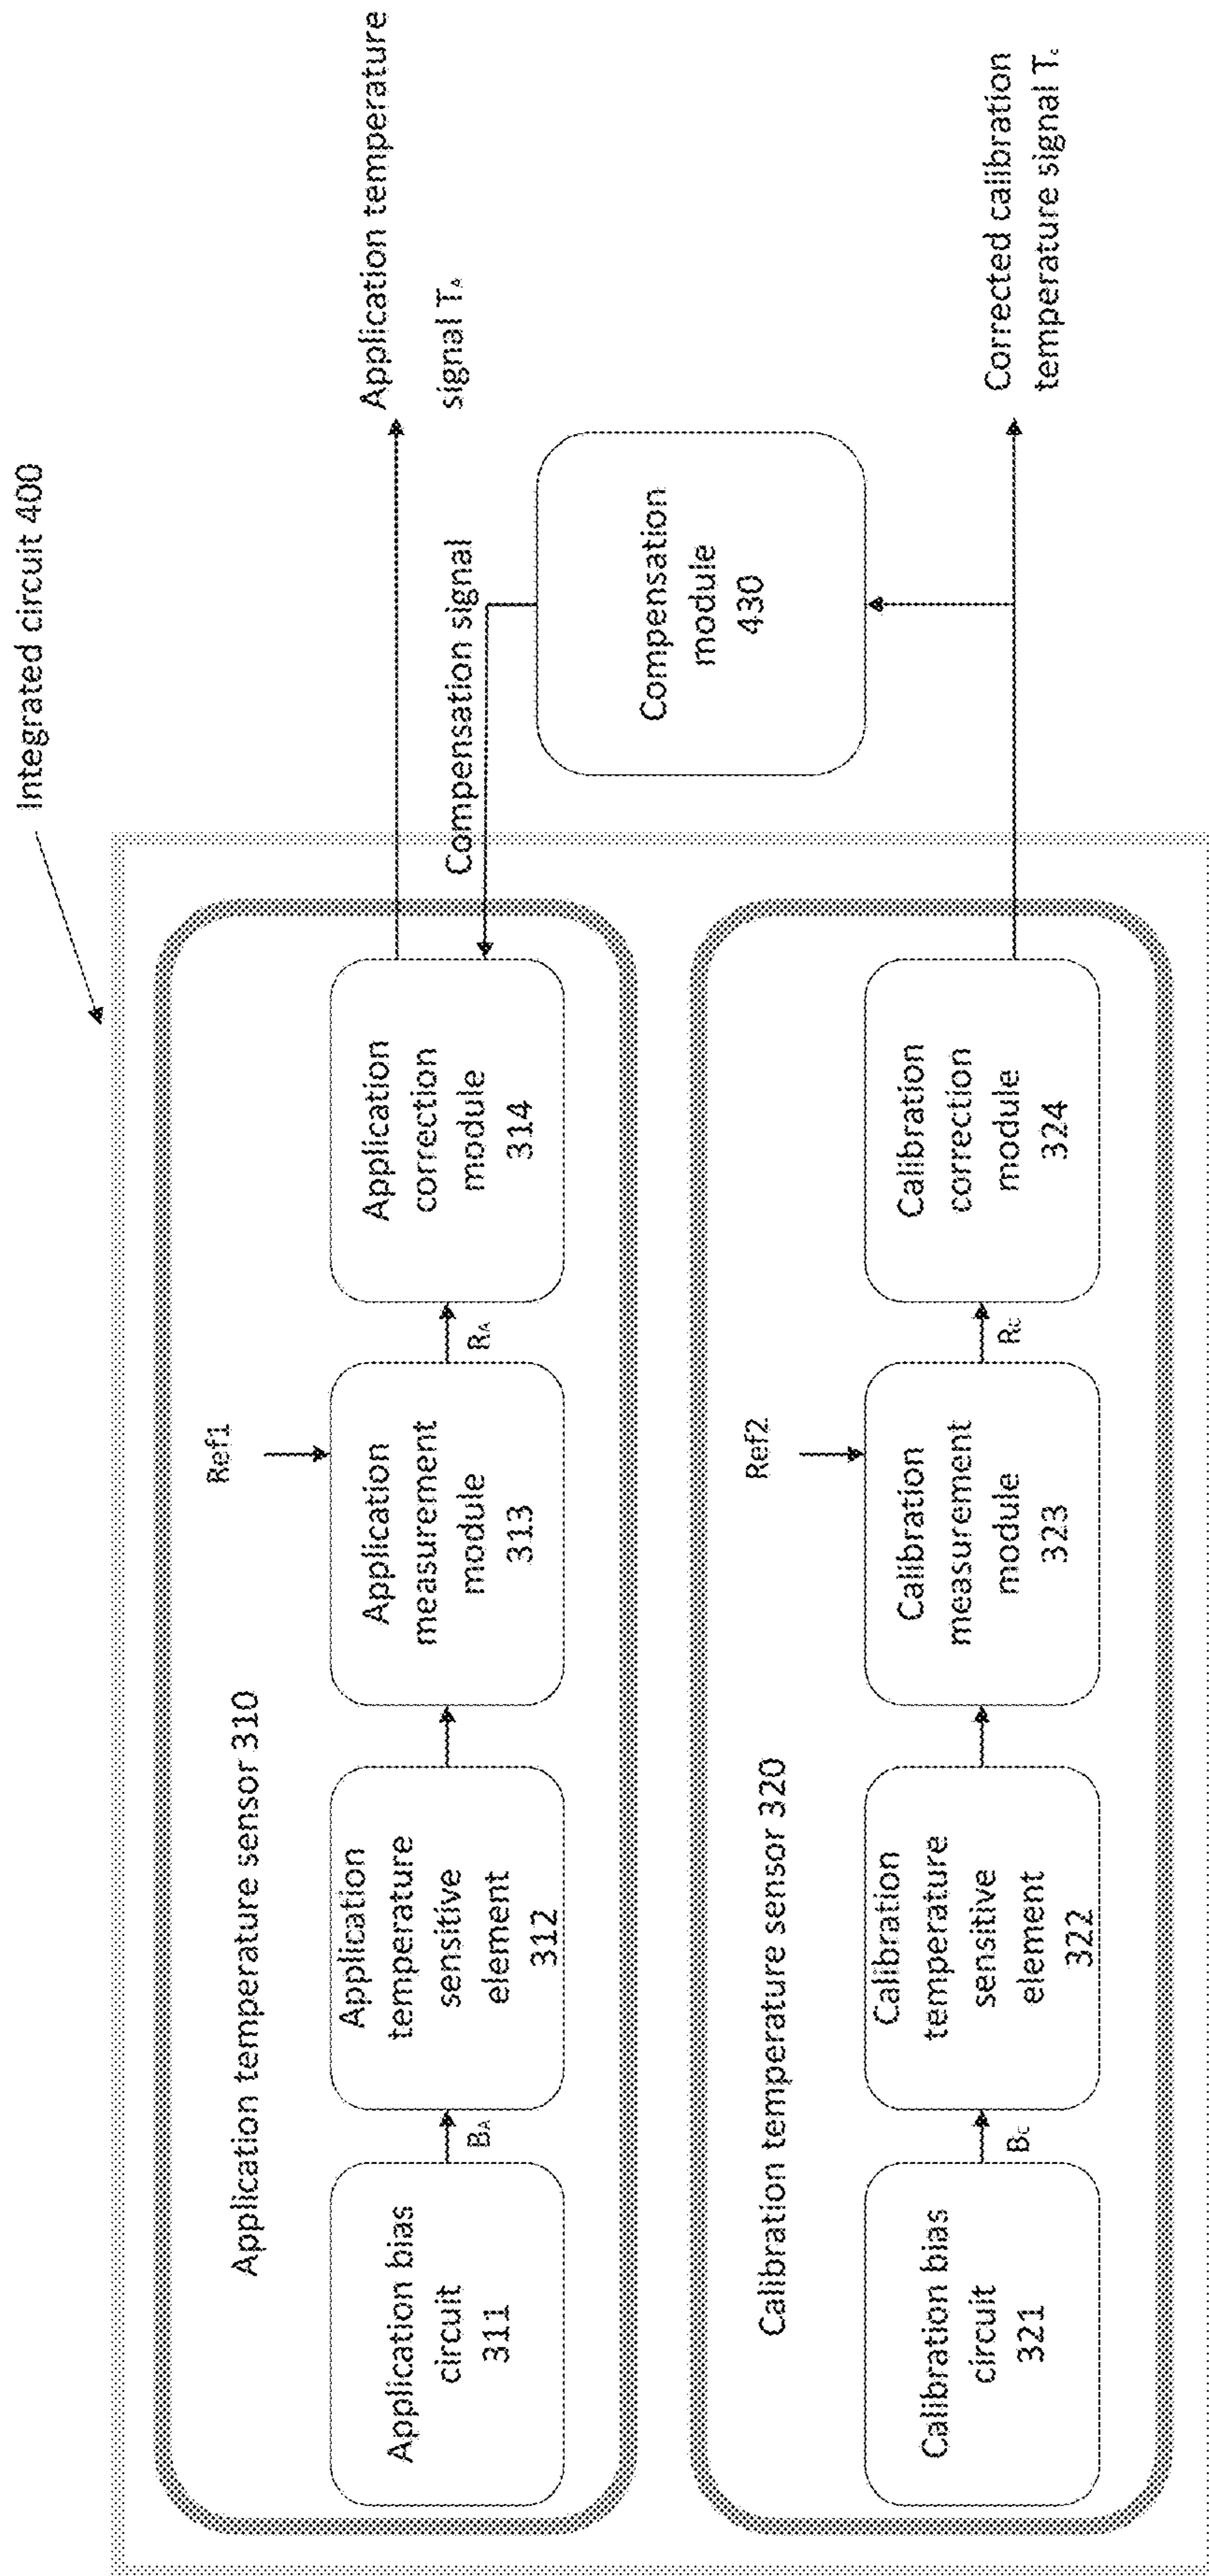 Integrated circuit 400
Application temperature sensor 310
Ref1
Application bias
circuit
311
BA
Application
temperature
sensitive
element
312
Application
measurement
module
313
RA
Application
correction
module
314
Application temperature
signal TA
Compensation signal
Compensation
module
430
Calibration temperature sensor 320
Ref2
Calibration bias
circuit
321
BC
Calibration
temperature
sensitive
element
322
Calibration
measurement
module
323
RC
Calibration
correction
module
324
Corrected calibration
temperature signal TC